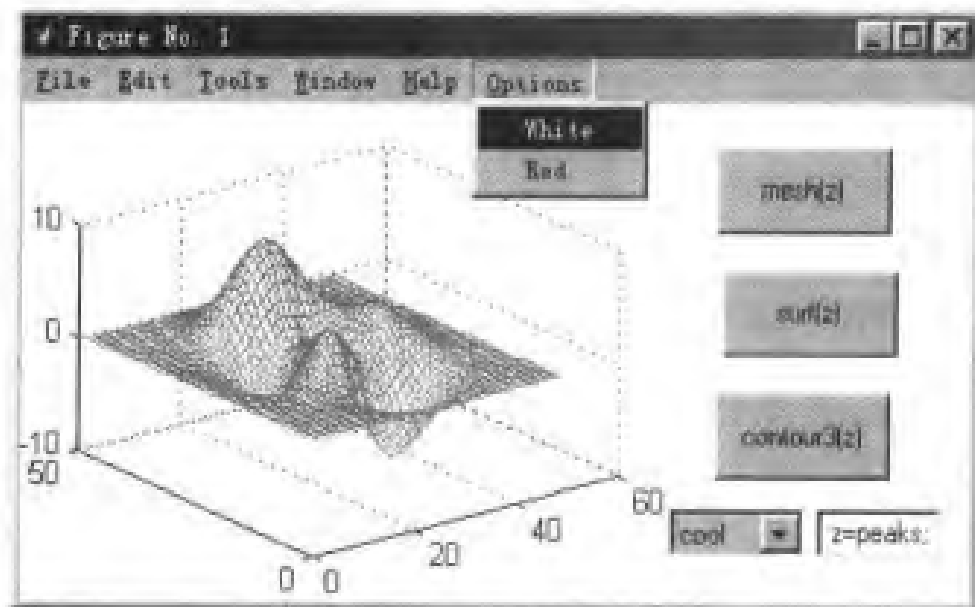 Figure No. 1
File Edit Tools Window Help Options
White
Red
mesh(z)
surf(z)
contour3(z)
10
0
-10
50
0
0
20
40
60
cool
z=peaks;